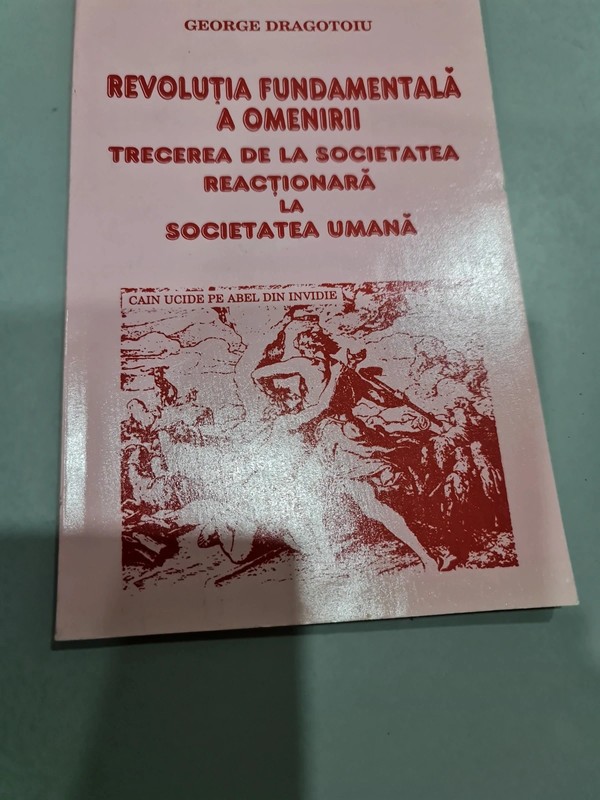 GEORGE DRAGOTOIU
REVOLUȚIA FUNDAMENTALĂ
A OMENIRII
TRECEREA DE LA SOCIETATEA
REACȚIONARĂ
LA
SOCIETATEA UMANĂ
CAIN UCIDE PE ABEL DIN INVIDIE